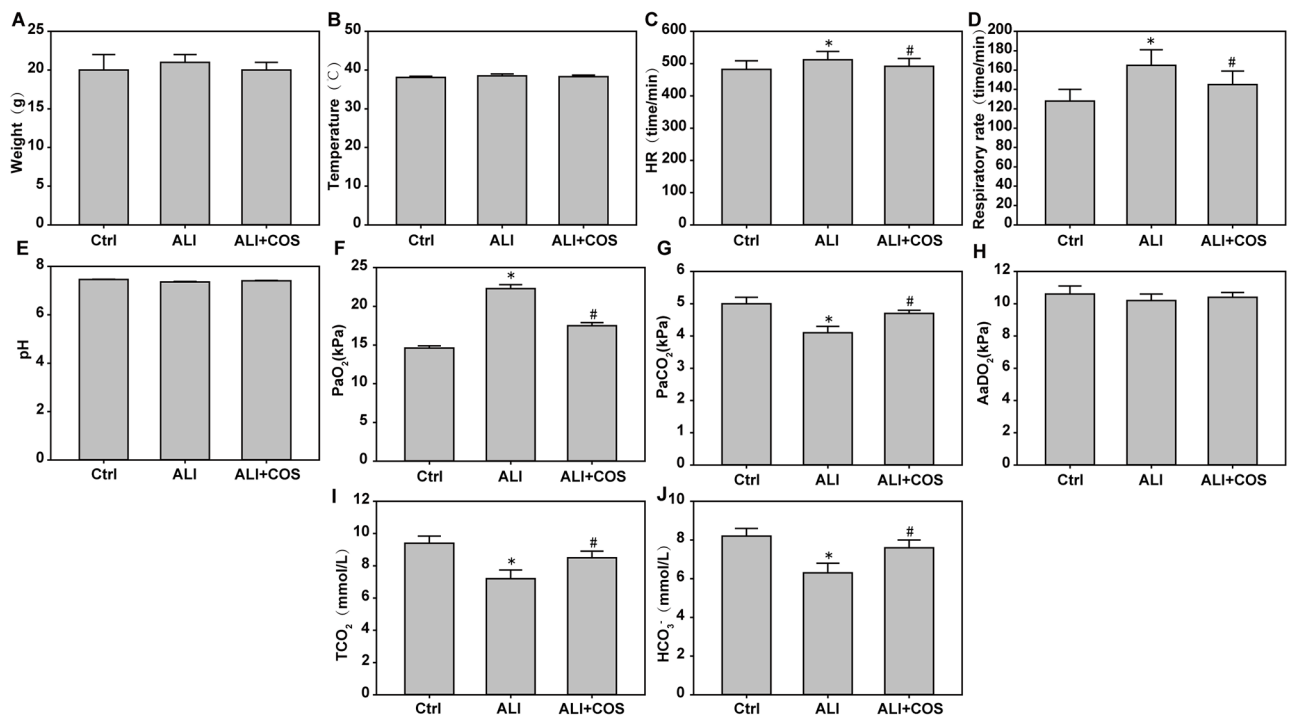 A
Weight（g）
25
20
15
10
5
0
Ctrl ALI ALI+COS
B
Temperature（℃）
50
40
30
20
10
0
Ctrl ALI ALI+COS
C
HR（time/min）
600
500
400
300
200
100
0
*
#
Ctrl ALI ALI+COS
D
Respiratory rate（time/min）
200
180
160
140
120
100
80
60
40
20
0
*
#
Ctrl ALI ALI+COS
E
pH
8
6
4
2
0
Ctrl ALI ALI+COS
F
PaO2(kPa)
25
20
15
10
5
0
*
#
Ctrl ALI ALI+COS
G
PaCO2(kPa)
6
5
4
3
2
1
0
*
#
Ctrl ALI ALI+COS
H
AaDO2(kPa)
12
10
8
6
4
2
0
Ctrl ALI ALI+COS
I
TCO2（mmol/L）
12
10
8
6
4
2
0
*
#
Ctrl ALI ALI+COS
J
HCO3-（mmol/L）
10
8
6
4
2
0
*
#
Ctrl ALI ALI+COS